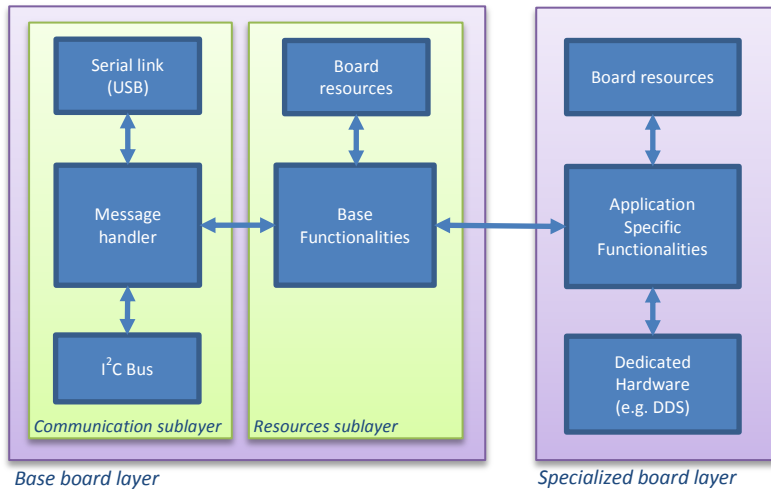 Serial link
(USB)
Message
handler
I²C Bus
Communication sublayer
Board
resources
Base
Functionalities
Resources sublayer
Base board layer
Board resources
Application
Specific
Functionalities
Dedicated
Hardware
(e.g. DDS)
Specialized board layer